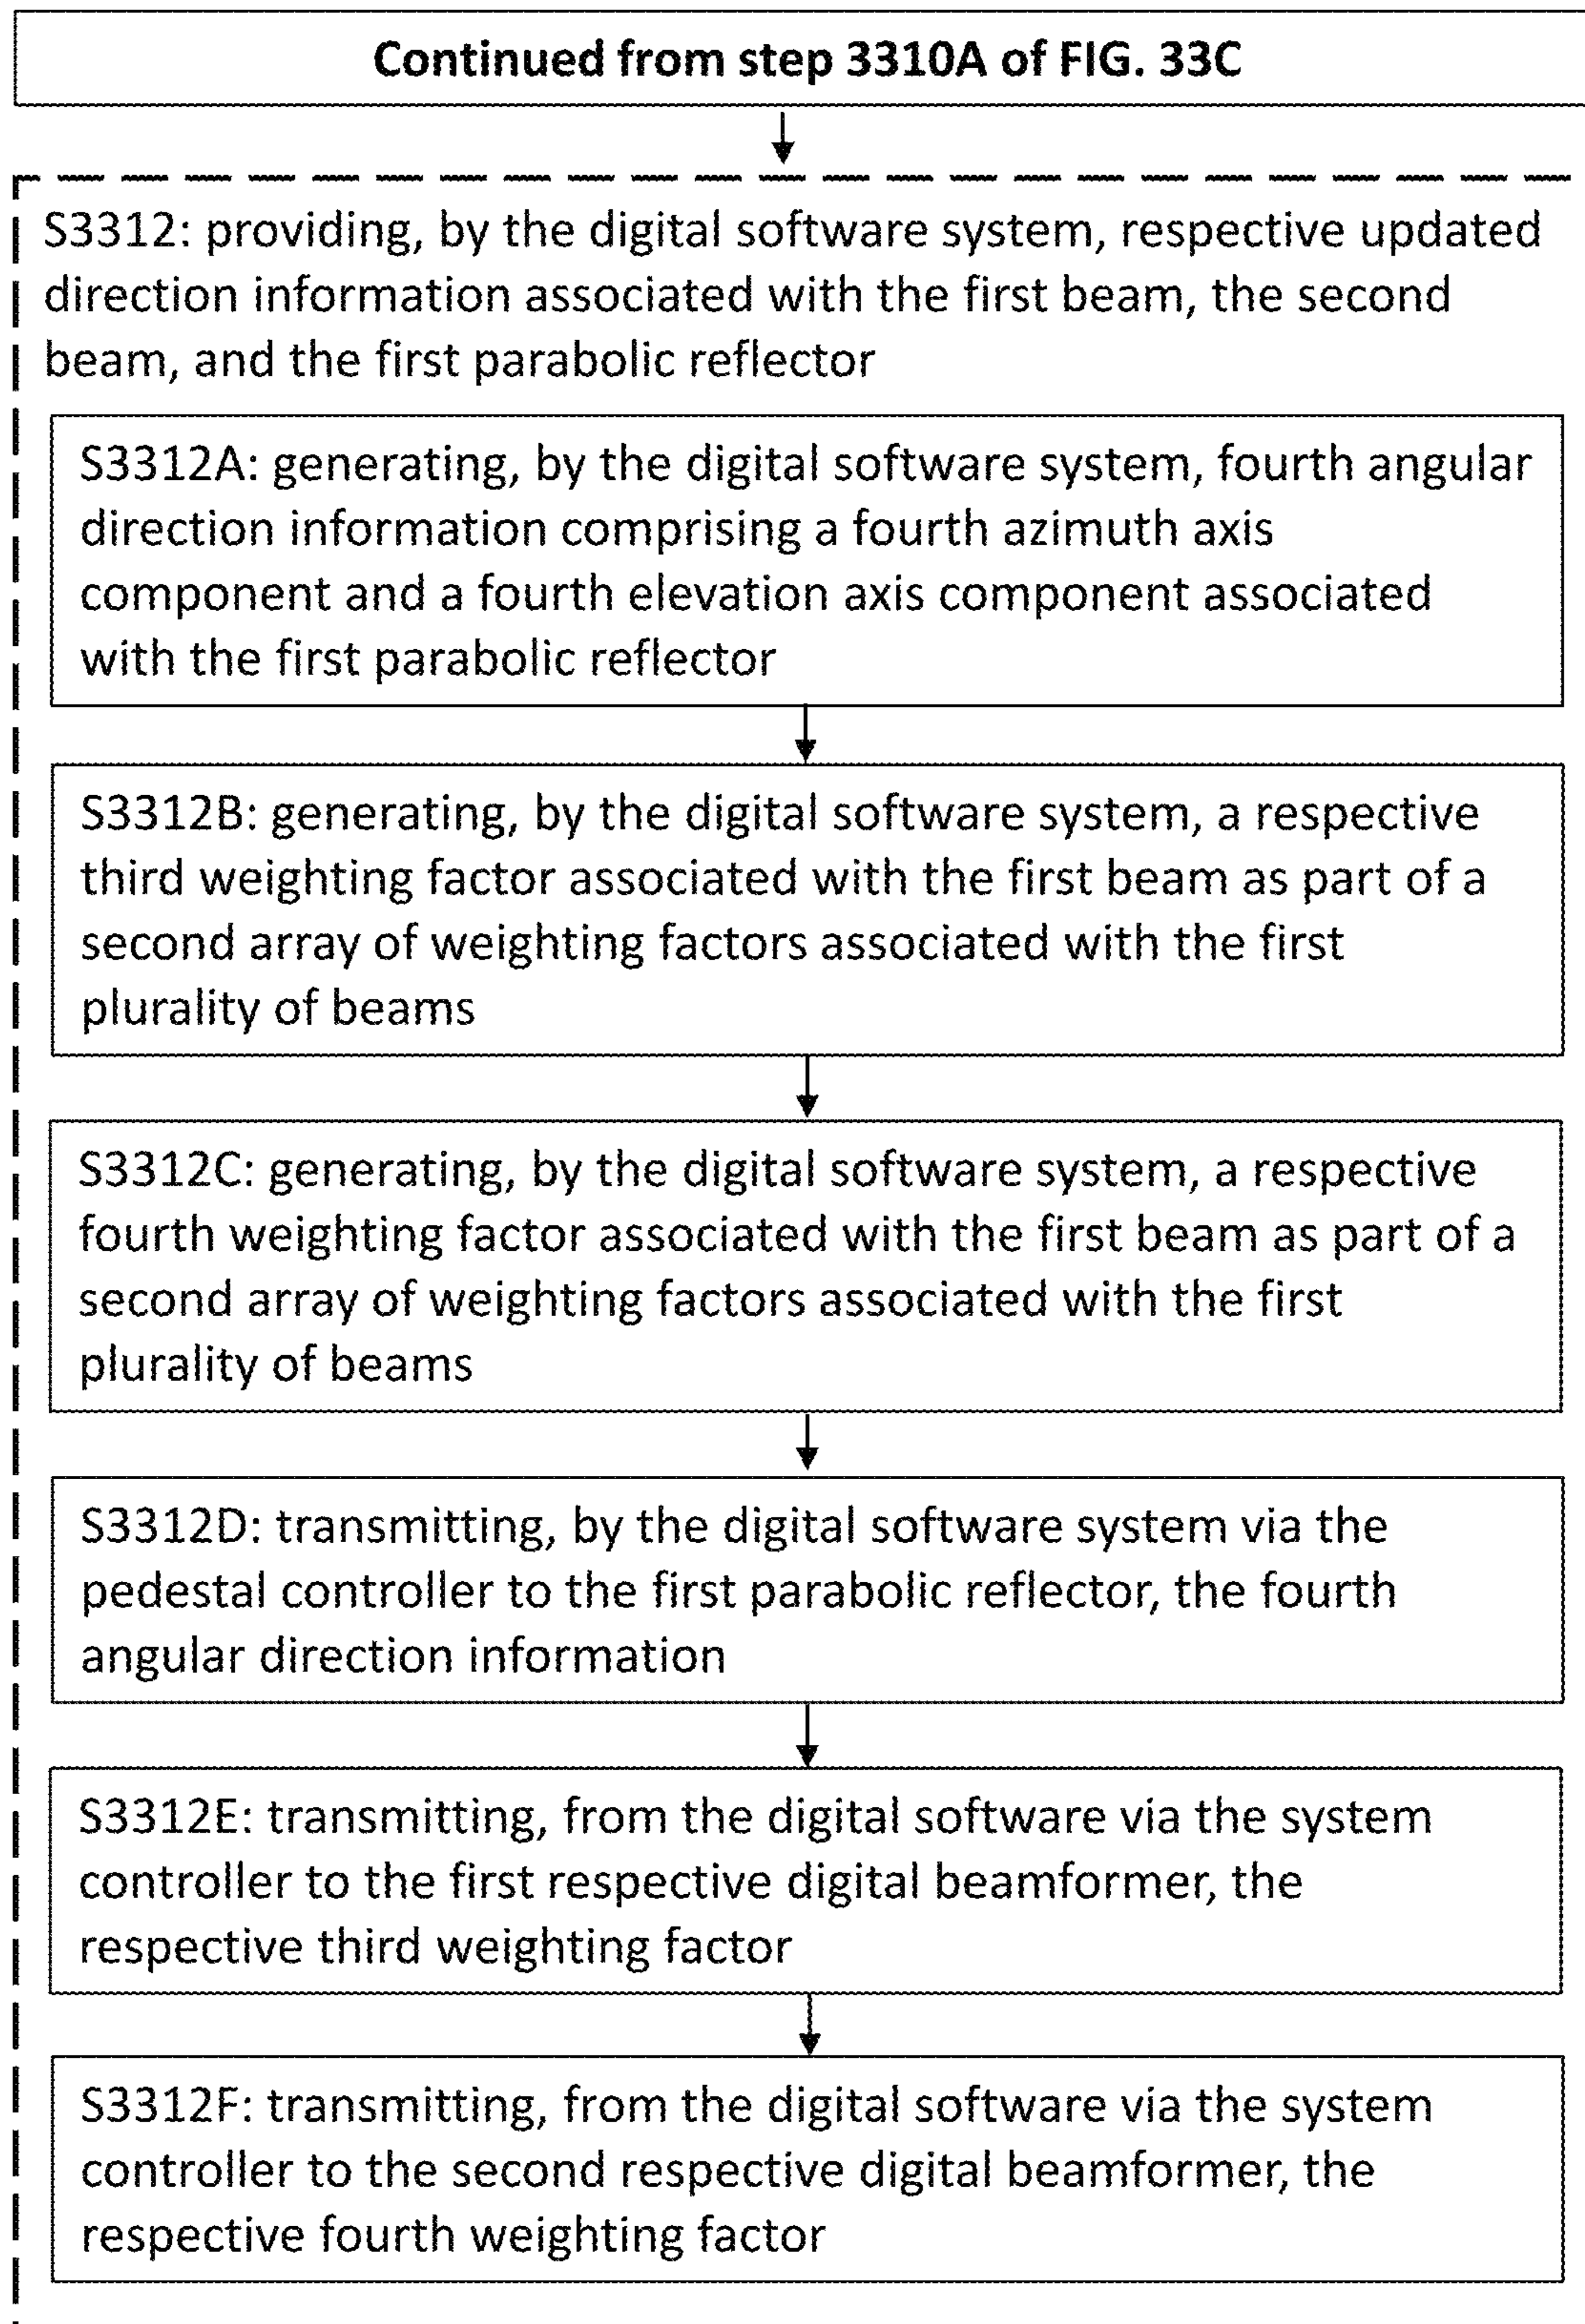 Continued from step 3310A of FIG. 33C
S3312: providing, by the digital software system, respective updated
direction information associated with the first beam, the second
beam, and the first parabolic reflector
S3312A: generating, by the digital software system, fourth angular
direction information comprising a fourth azimuth axis
component and a fourth elevation axis component associated
with the first parabolic reflector
S3312B: generating, by the digital software system, a respective
third weighting factor associated with the first beam as part of a
second array of weighting factors associated with the first
plurality of beams
S3312C: generating, by the digital software system, a respective
fourth weighting factor associated with the first beam as part of a
second array of weighting factors associated with the first
plurality of beams
S3312D: transmitting, by the digital software system via the
pedestal controller to the first parabolic reflector, the fourth
angular direction information
S3312E: transmitting, from the digital software via the system
controller to the first respective digital beamformer, the
respective third weighting factor
S3312F: transmitting, from the digital software via the system
controller to the second respective digital beamformer, the
respective fourth weighting factor